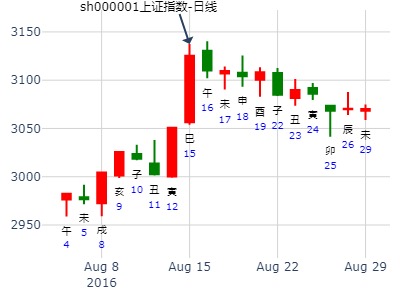 sh000001上证指数-日线
3150
3100
3050
3000
2950
午
4
未
5
戌
8
亥
9
子
10
丑
11
寅
12
巳
15
午
16
未
17
申
18
酉
19
子
22
丑
23
寅
24
卯
25
辰
26
未
29
Aug 8
2016
Aug 15
Aug 22
Aug 29